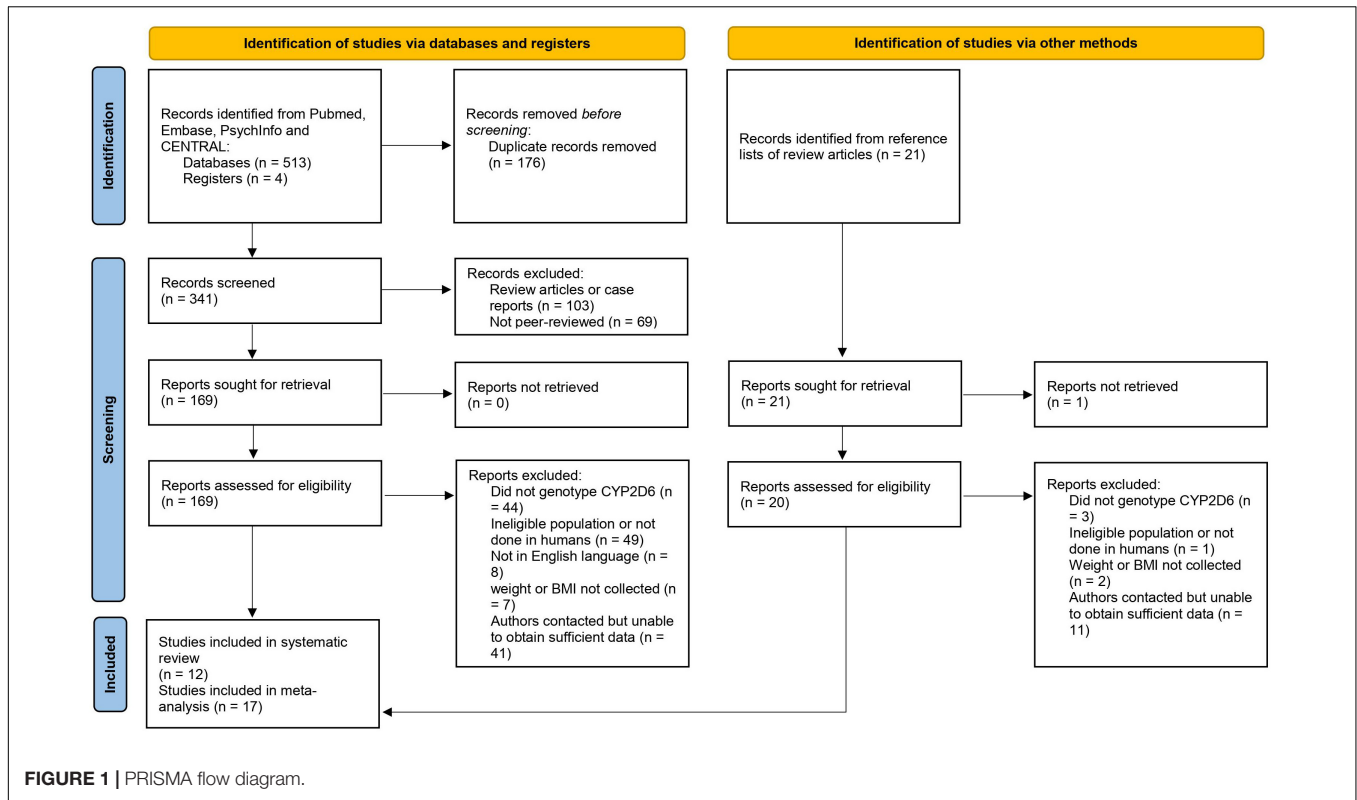 Identification of studies via databases and registers
Identification of studies via other methods
Identification
Records identified from Pubmed,
Embase, PsychInfo and
CENTRAL:
Databases (n = 513)
Registers (n = 4)
Records removed before
screening:
Duplicate records removed
(n = 176)
Records identified from reference
lists of review articles (n = 21)
Screening
Records screened
(n = 341)
Records excluded:
Review articles or case
reports (n = 103)
Not peer-reviewed (n = 69)
Reports sought for retrieval
(n = 169)
Reports not retrieved
(n = 0)
Reports sought for retrieval
(n = 21)
Reports not retrieved
(n = 1)
Reports assessed for eligibility
(n = 169)
Reports excluded:
Did not genotype CYP2D6 (n
= 44)
Ineligible population or not
done in humans (n = 49)
Not in English language (n =
8)
weight or BMI not collected (n
= 7)
Authors contacted but unable
to obtain sufficient data (n =
41)
Reports assessed for eligibility
(n = 20)
Reports excluded:
Did not genotype CYP2D6 (n
= 3)
Ineligible population or not
done in humans (n = 1)
Weight or BMI not collected
(n = 2)
Authors contacted but unable
to obtain sufficient data (n =
11)
Included
Studies included in systematic
review
(n = 12)
Studies included in meta-
analysis (n = 17)
FIGURE 1 | PRISMA flow diagram.